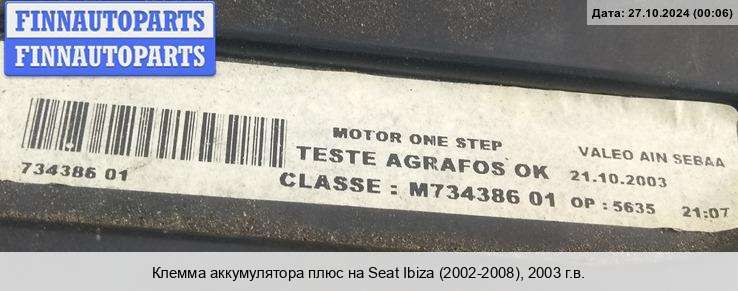 FINNAUTOPARTS
FINNAUTOPARTS
Дата: 27.10.2024 (00:06)
MOTOR ONE STEP
VALEO AIN SEBAA
TESTE AGRAFOS OK
21.10.2003
734386 01
CLASSE : M734386 01
OP : 5635
21:07
Клемма аккумулятора плюс на Seat Ibiza (2002-2008), 2003 г.в.